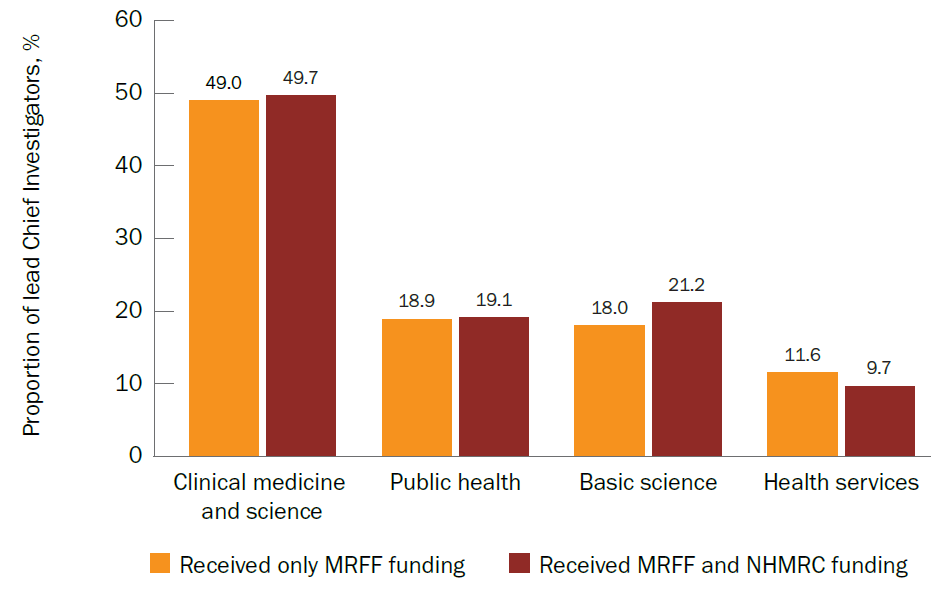 Proportion of lead Chief Investigators, %
60
50
40
30
20
10
0
49.0
49.7
18.9
19.1
18.0
21.2
11.6
9.7
Clinical medicine
and science
Public health
Basic science
Health services
Received only MRFF funding
Received MRFF and NHMRC funding